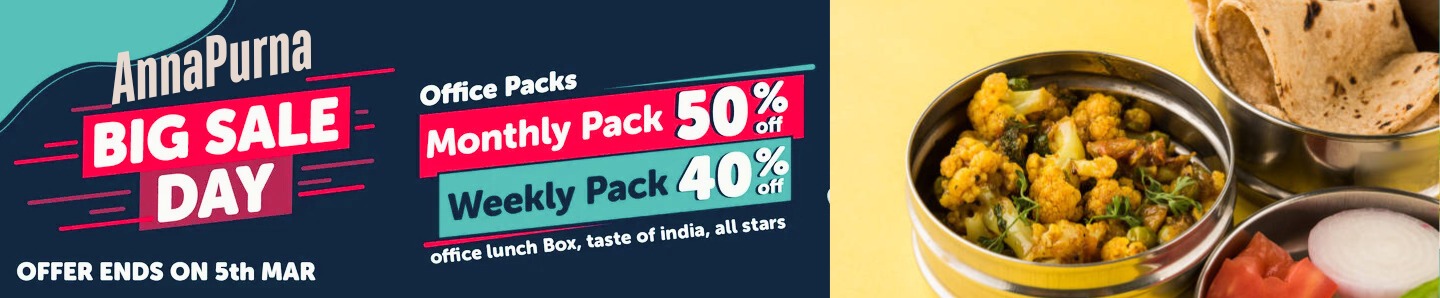 AnnaPurna
BIG SALE
DAY
OFFER ENDS ON 5th MAR
Office Packs
Monthly Pack 50% off
Weekly Pack 40% off
office lunch Box, taste of india, all stars